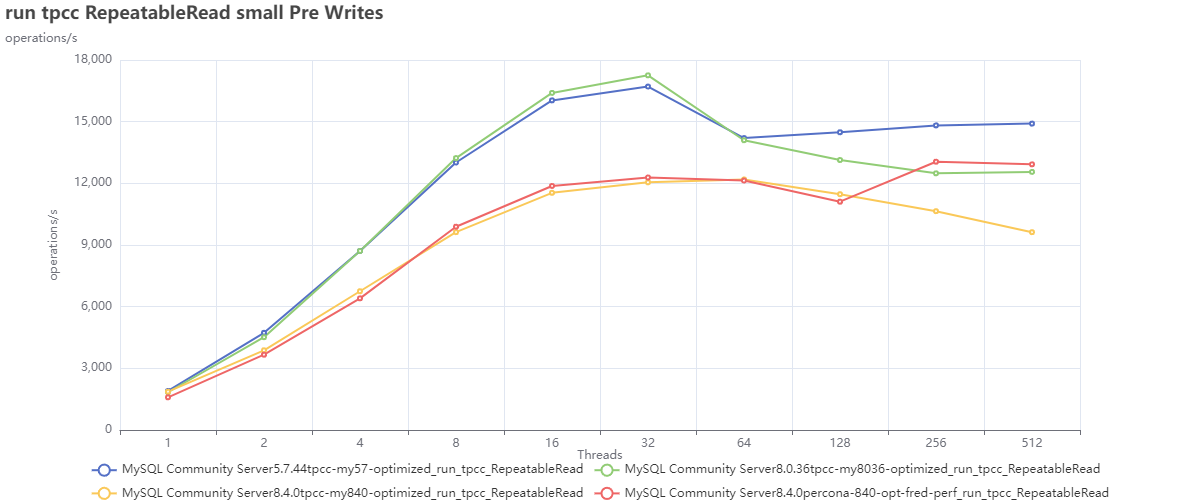 run tpcc RepeatableRead small Pre Writes
operations/s
18,000
15,000
12,000
9,000
6,000
3,000
0
operations/s
1 2 4 8 16 32 64 128 256 512
Threads
MySQL Community Server5.7.44tpcc-my57-optimized_run_tpcc_RepeatableRead MySQL Community Server8.0.36tpcc-my8036-optimized_run_tpcc_RepeatableRead
MySQL Community Server8.4.0tpcc-my840-optimized_run_tpcc_RepeatableRead MySQL Community Server8.4.0percona-840-opt-fred-perf_run_tpcc_RepeatableRead